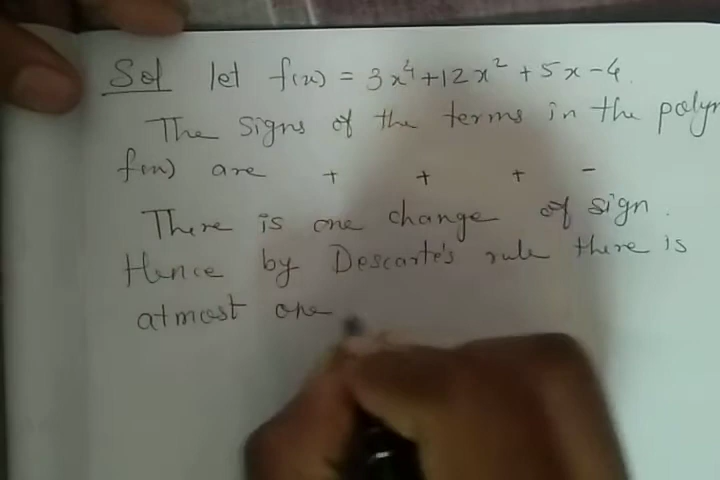 Sol let f(x) = 3x⁴+12x² + 5x - 4.
The signs of the terms in the polyn
f(x) are + + + -
There is one change of sign.
Hence by Descarte's rule there is
atmost one